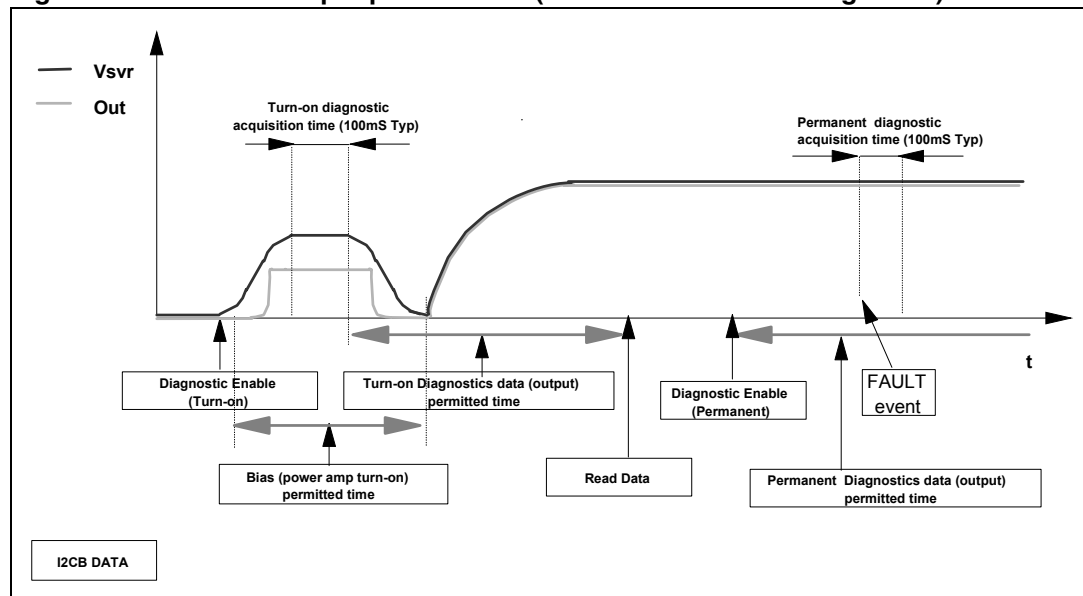 Vsvr
Out
Turn-on diagnostic
acquisition time (100mS Typ)
Permanent diagnostic
acquisition time (100mS Typ)
t
Diagnostic Enable
(Turn-on)
Turn-on Diagnostics data (output)
permitted time
Diagnostic Enable
(Permanent)
FAULT
event
Bias (power amp turn-on)
permitted time
Read Data
Permanent Diagnostics data (output)
permitted time
I2CB DATA